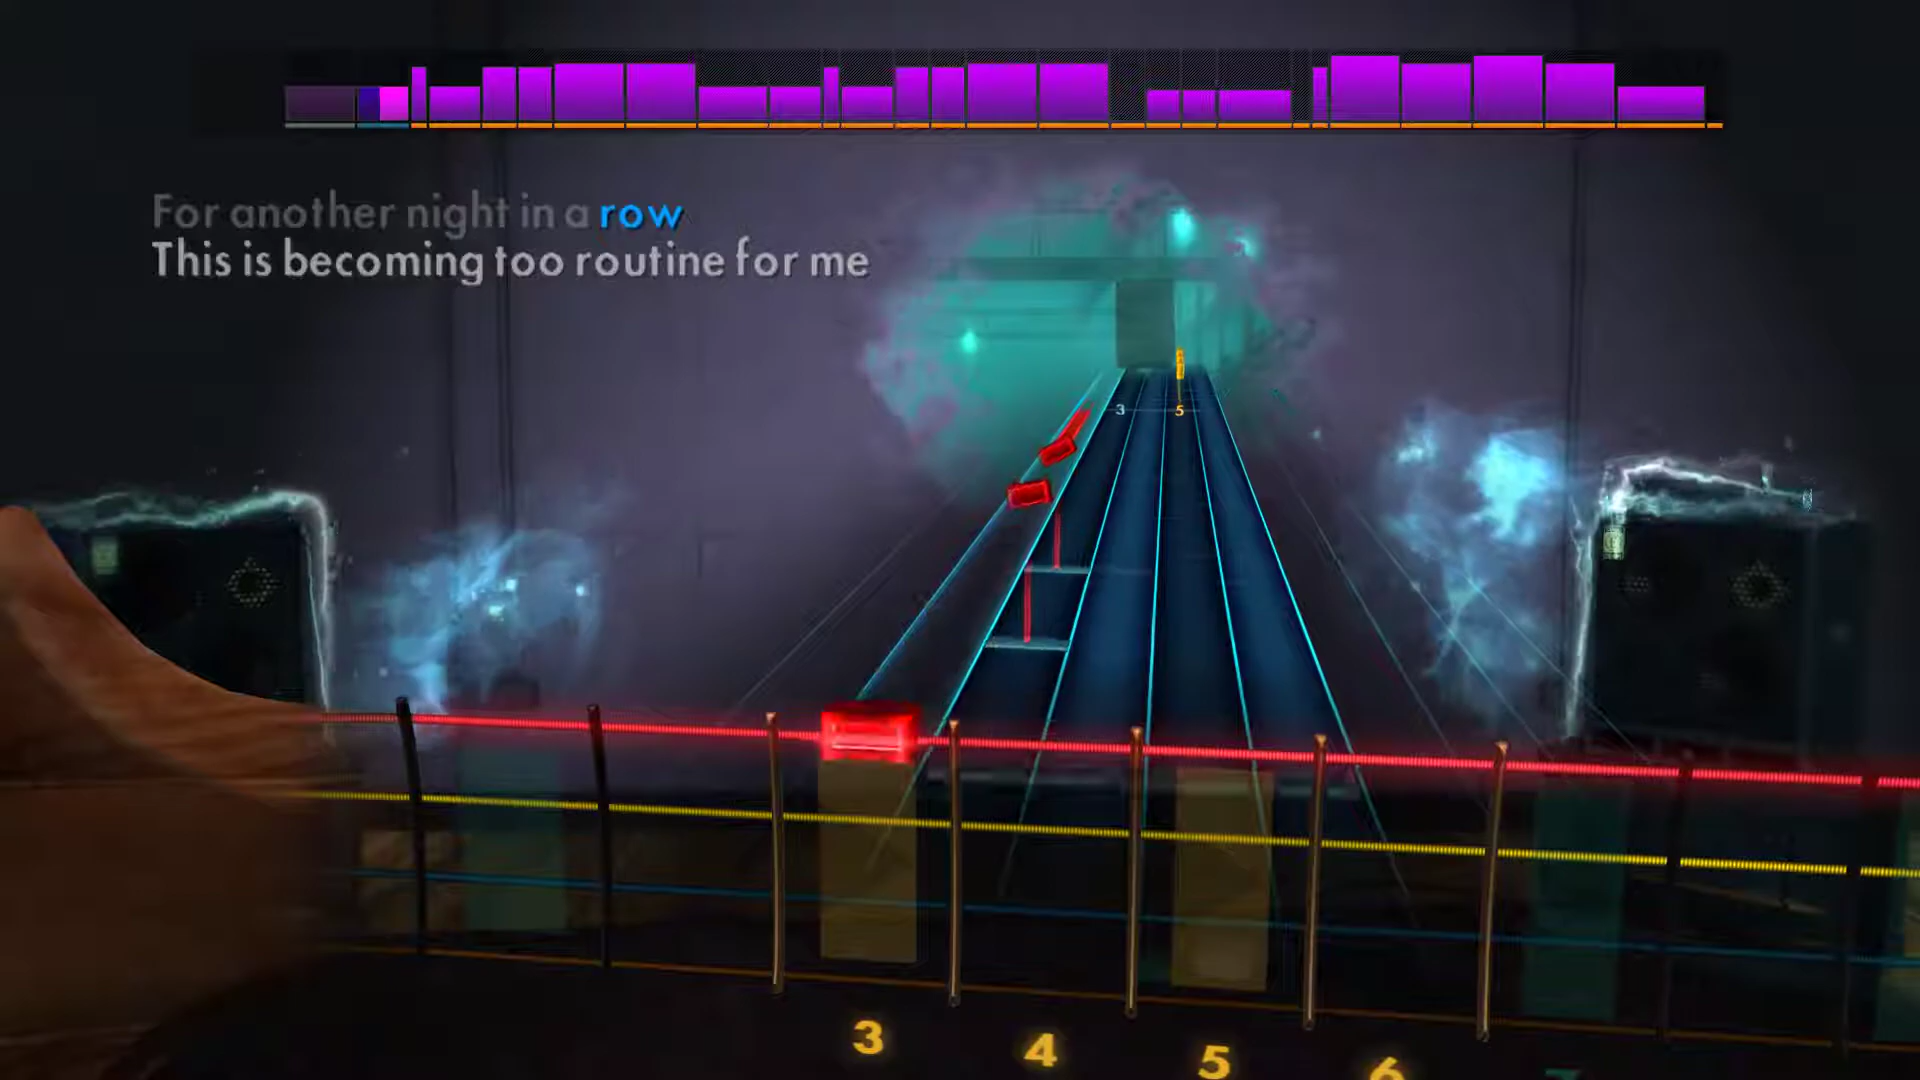 For another night in a row
This is becoming too routine for me
3 5
3 4 5 6